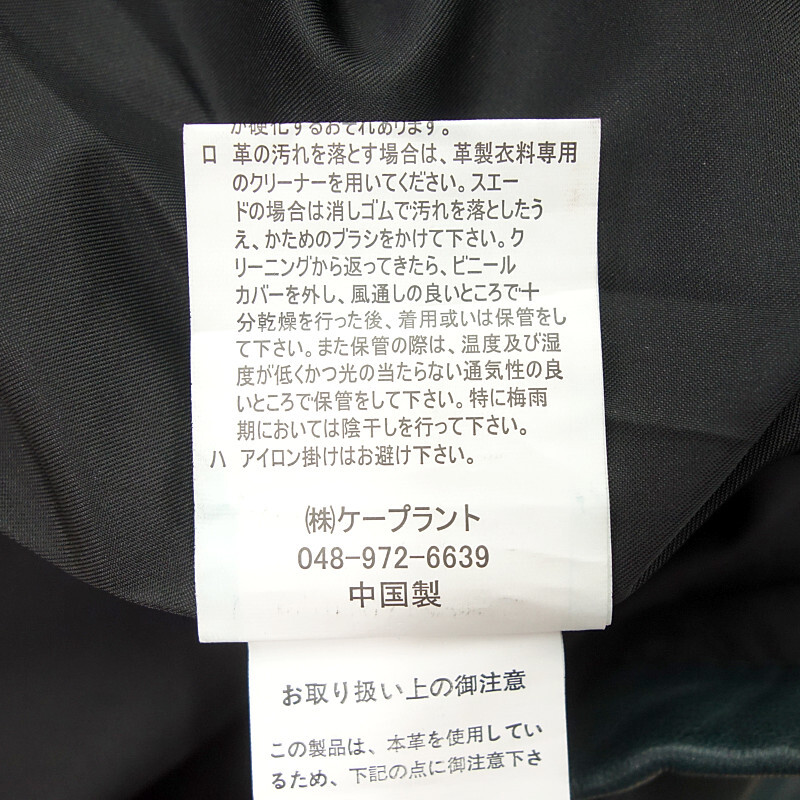 が硬化するおそれあります。
ロ 革の汚れを落とす場合は、革製衣料専用
のクリーナーを用いてください。スエー
ドの場合は消しゴムで汚れを落としたう
え、かためのブラシをかけて下さい。ク
リーニングから返ってきたら、ビニール
カバーを外し、風通しの良いところで十
分乾燥を行った後、着用或いは保管をし
て下さい。また保管の際は、温度及び湿
度が低くかつ光の当たらない通気性の良
いところで保管をして下さい。特に梅雨
期においては陰干しを行って下さい。
ハ アイロン掛けはお避け下さい。
㈱ケープラント
048-972-6639
中国製
お取り扱い上の御注意
この製品は、本革を使用してい
るため、下記の点に御注意下さ